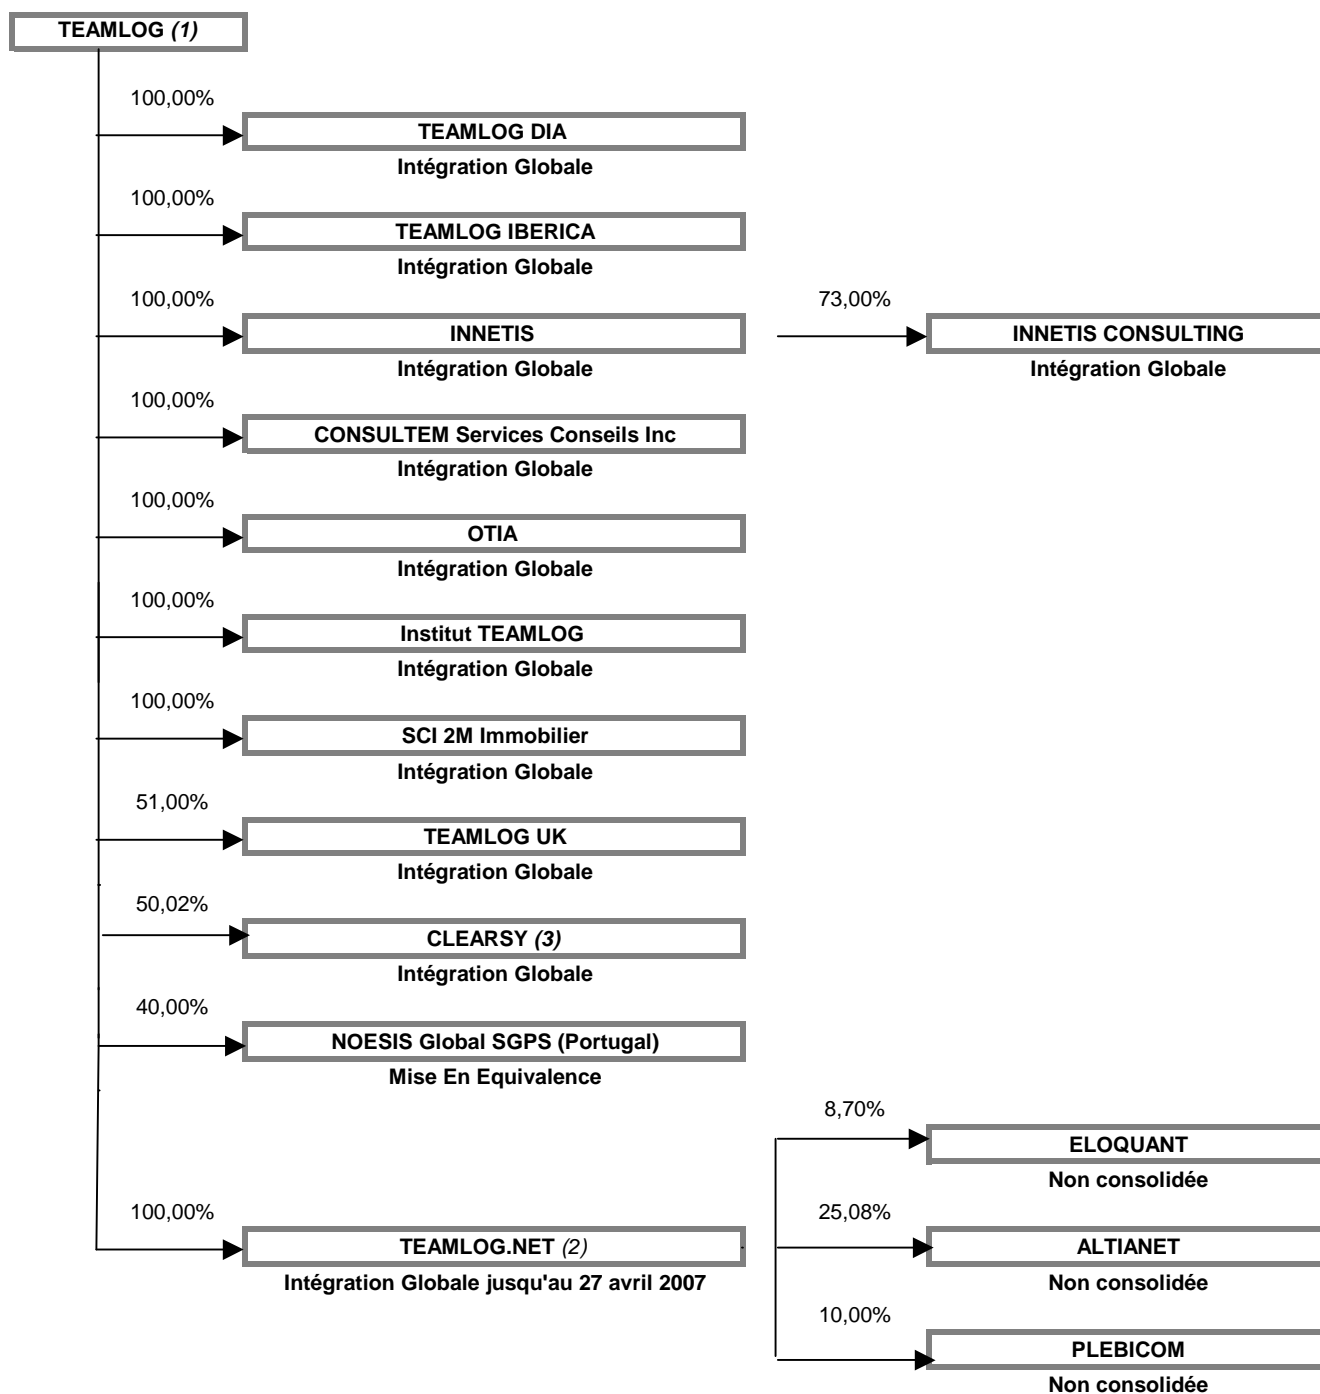 TEAMLOG (1)
100,00%
TEAMLOG DIA
Intégration Globale
100,00%
TEAMLOG IBERICA
Intégration Globale
100,00%
INNETIS
Intégration Globale
73,00%
INNETIS CONSULTING
Intégration Globale
100,00%
CONSULTEM Services Conseils Inc
Intégration Globale
100,00%
OTIA
Intégration Globale
100,00%
Institut TEAMLOG
Intégration Globale
100,00%
SCI 2M Immobilier
Intégration Globale
51,00%
TEAMLOG UK
Intégration Globale
50,02%
CLEARSY (3)
Intégration Globale
40,00%
NOESIS Global SGPS (Portugal)
Mise En Equivalence
100,00%
TEAMLOG.NET (2)
Intégration Globale jusqu'au 27 avril 2007
8,70%
ELOQUANT
Non consolidée
25,08%
ALTIANET
Non consolidée
10,00%
PLEBICOM
Non consolidée